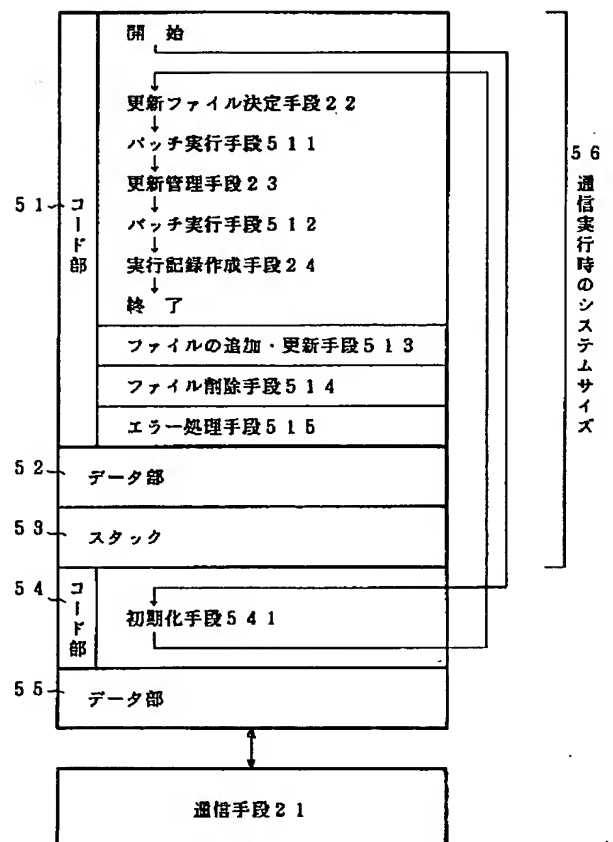 開 始
更新ファイル決定手段22
バッチ実行手段511
更新管理手段23
バッチ実行手段512
実行記録作成手段24
終 了
51
コード部
ファイルの追加・更新手段513
ファイル削除手段514
エラー処理手段515
52
データ部
53
スタック
54
コード部
初期化手段541
55
データ部
56
通信実行時のシステムサイズ
通信手段21